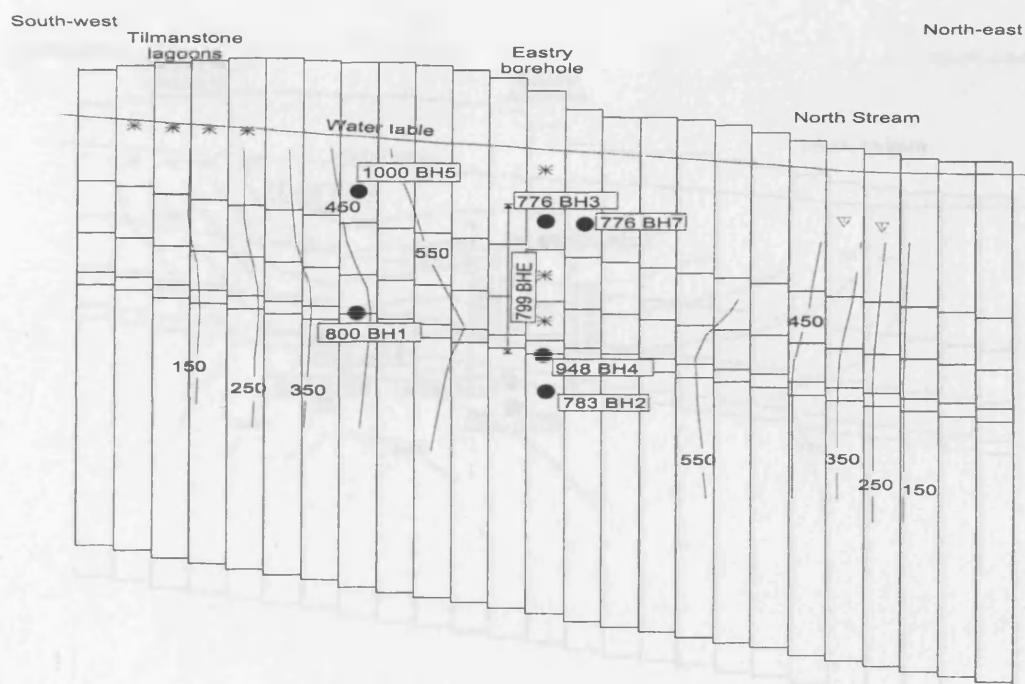 South-west
North-east
Tilmanstone
lagoons
Eastry
borehole
North Stream
Water table
1000 BH5
450
776 BH3
776 BH7
550
799 BHE
800 BH1
450
948 BH4
150
783 BH2
250
350
550
350
250
150